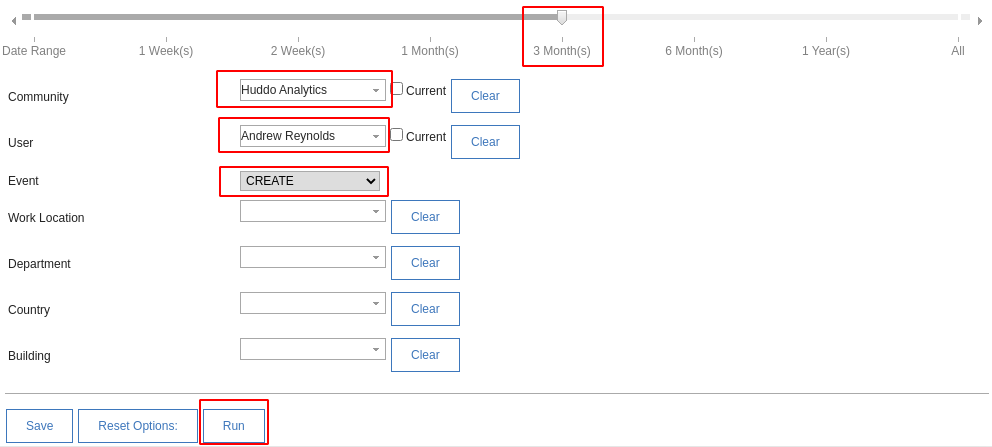 Date Range 1 Week(s) 2 Week(s) 1 Month(s) 3 Month(s) 6 Month(s) 1 Year(s) All
Community Huddo Analytics Current Clear
User Andrew Reynolds Current Clear
Event CREATE
Work Location Clear
Department Clear
Country Clear
Building Clear
Save Reset Options: Run